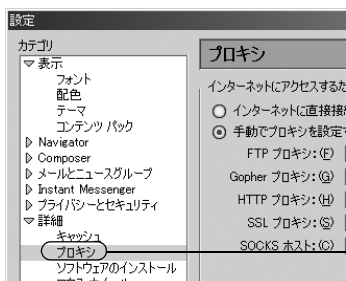 設定
カテゴリ
▽ 表示
フォント
配色
テーマ
コンテンツ パック
▷ Navigator
▷ Composer
▷ メールとニュースグループ
▷ Instant Messenger
▷ プライバシーとセキュリティ
▽ 詳細
キャッシュ
プロキシ
ソフトウェアのインストール
プロキシ
インターネットにアクセスするた
インターネットに直接接続
手動でプロキシを設定す
FTP プロキシ:(F)
Gopher プロキシ:(G)
HTTP プロキシ:(H)
SSL プロキシ:(S)
SOCKS ホスト:(C)